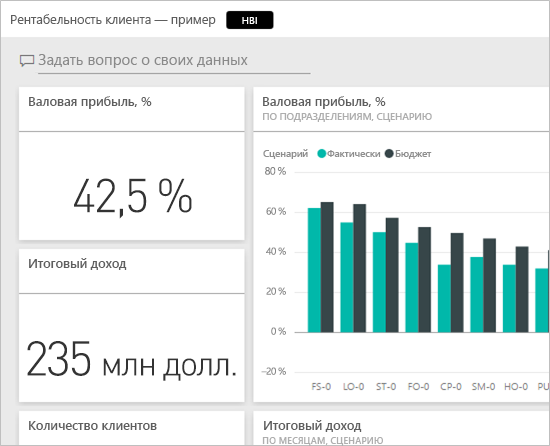 Рентабельность клиента — пример HBI
Задать вопрос о своих данных
Валовая прибыль, %
42,5 %
Валовая прибыль, %
ПО ПОДРАЗДЕЛЕНИЯМ, СЦЕНАРИЮ
Сценарий Фактически Бюджет
80 %
60 %
40 %
20 %
0 %
–20 %
FS-0 LO-0 ST-0 FO-0 CP-0 SM-0 HO-0 PU
Итоговый доход
235 млн долл.
Количество клиентов
Итоговый доход
ПО МЕСЯЦАМ, СЦЕНАРИЮ